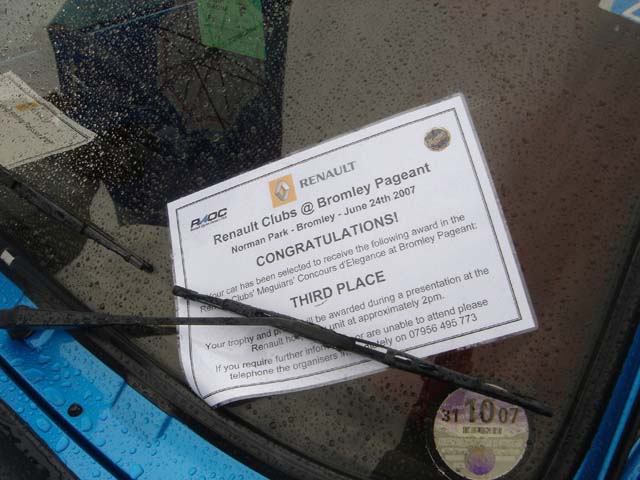 RENAULT
RAOC
Renault Clubs @ Bromley Pageant
Norman Park - Bromley - June 24th 2007
CONGRATULATIONS!
Your car has been selected to receive the following award in the
Clubs' Meguiars' Concours d'Elegance at Bromley Pageant:
THIRD PLACE
Your trophy and will be awarded during a presentation at the
Renault unit at approximately 2pm.
If you require further or are unable to attend please
telephone the organisers on 07956 495 773
31 10 07